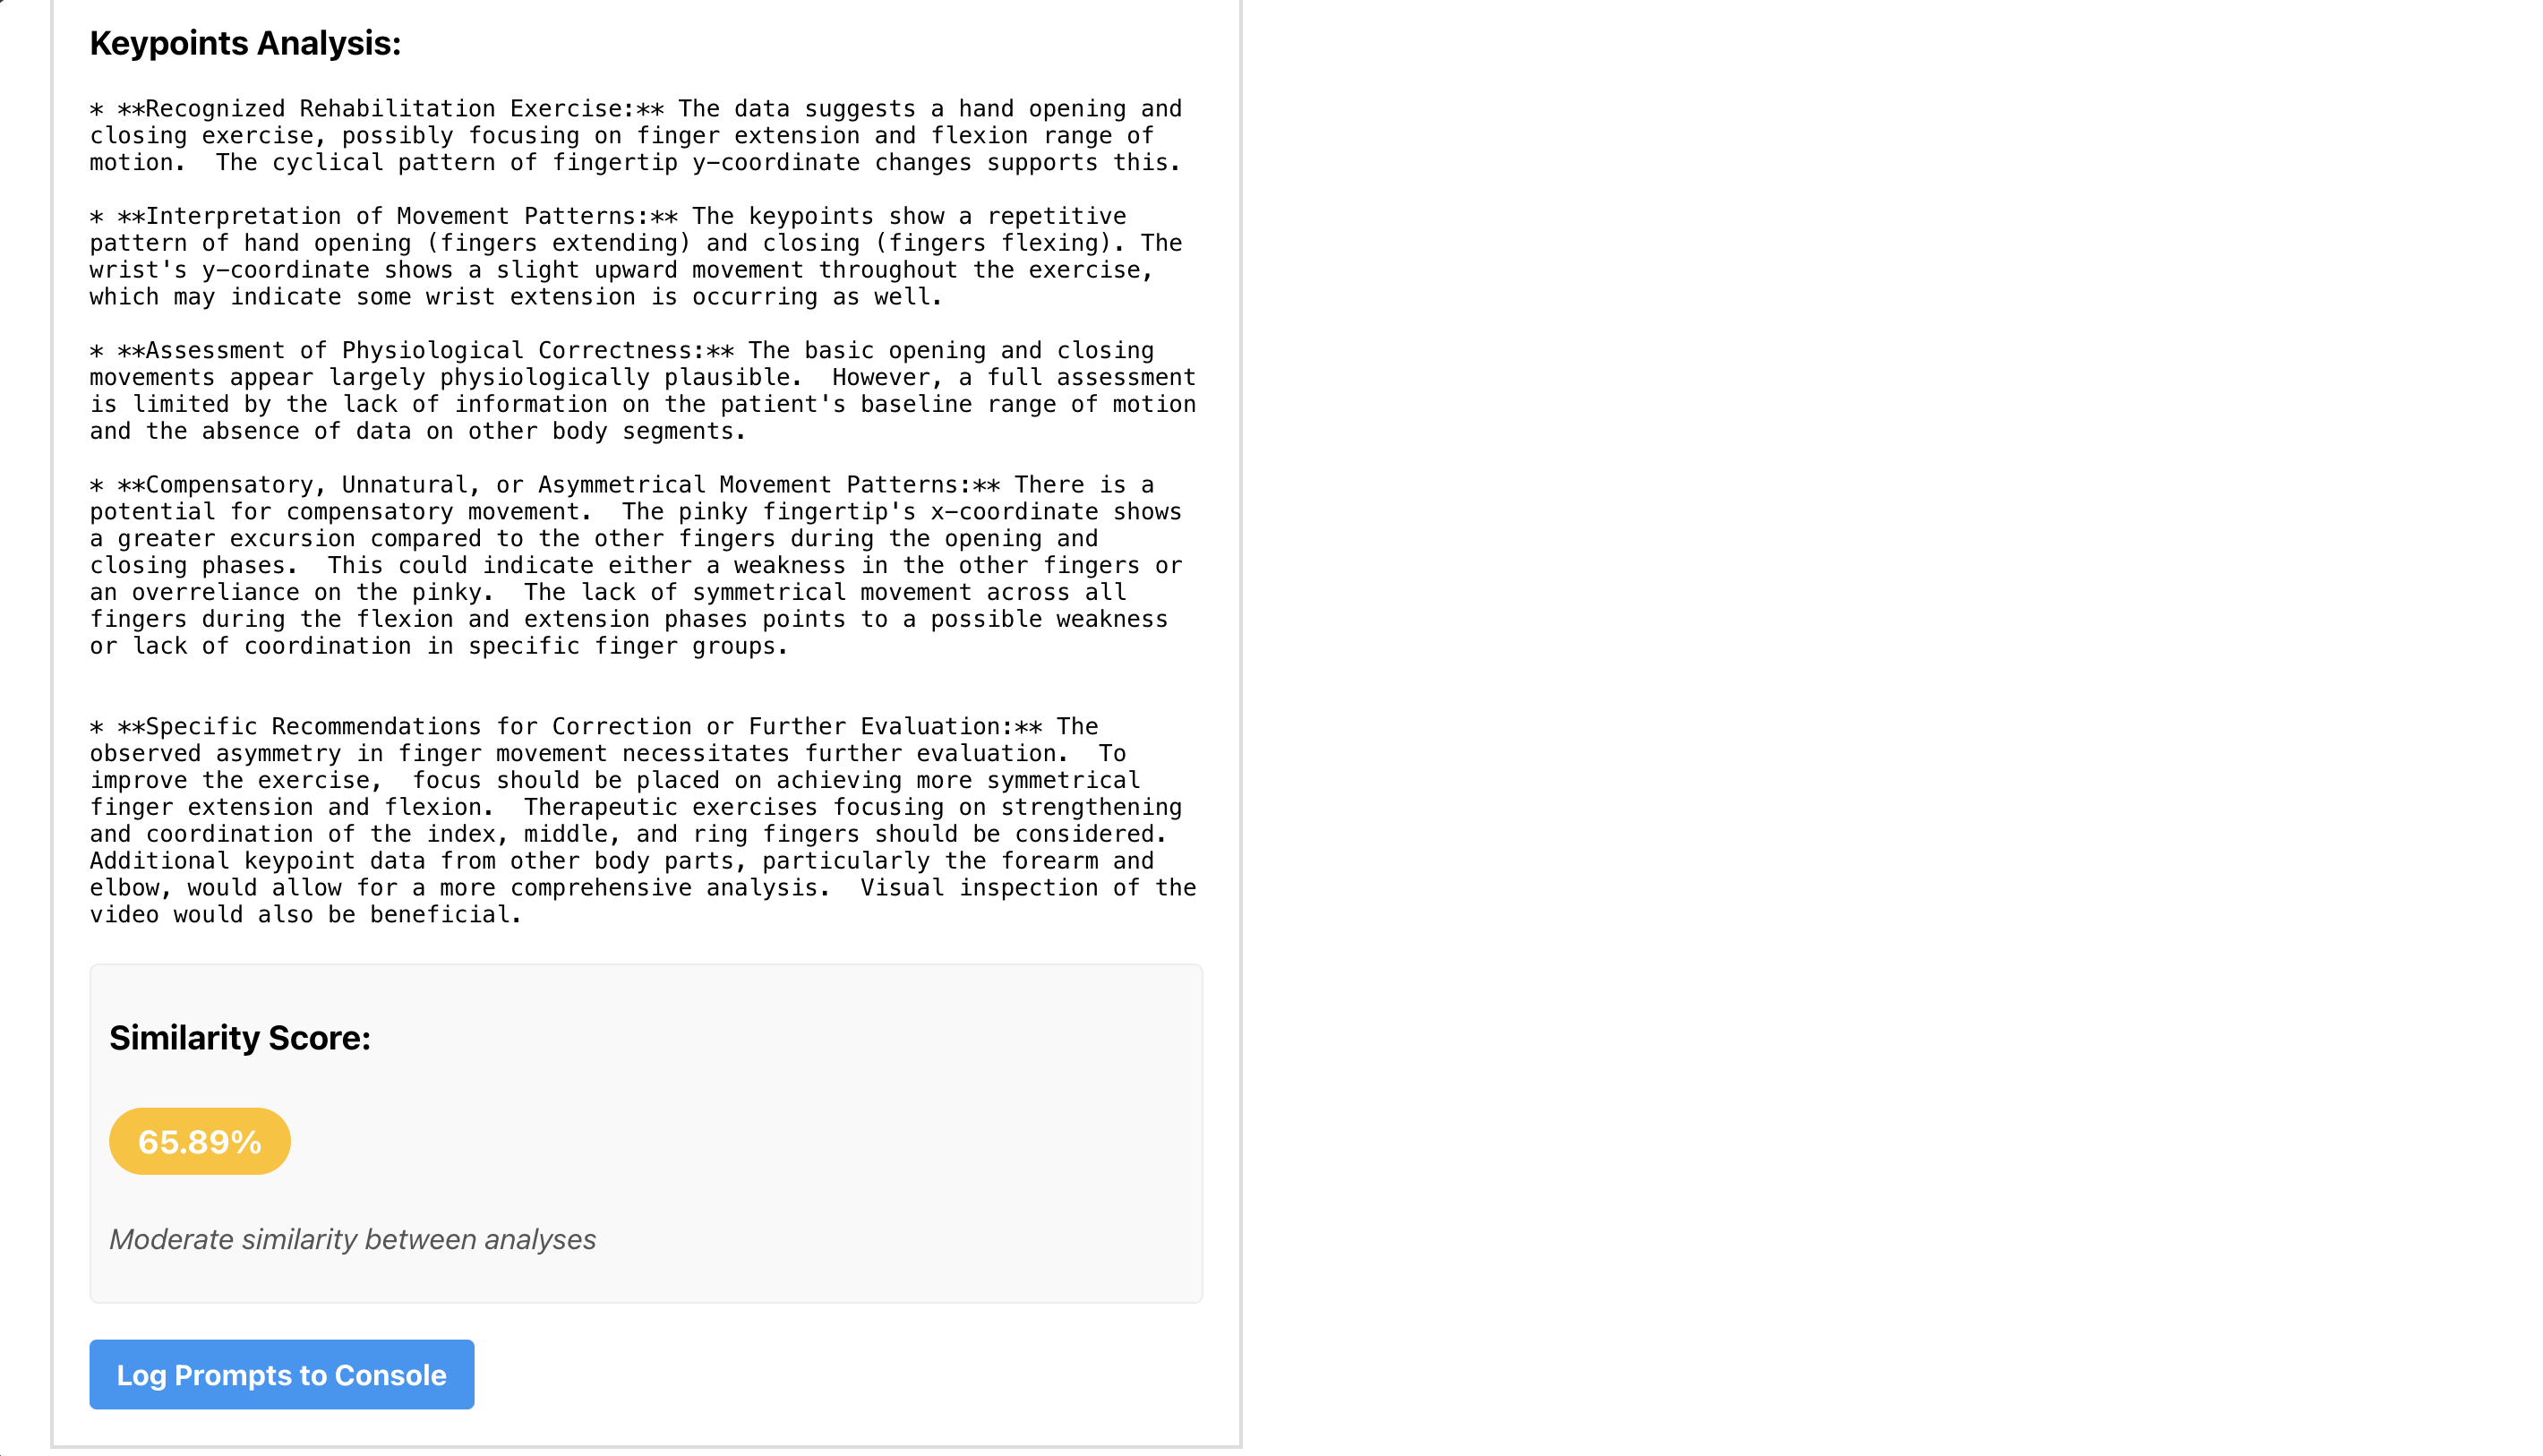 Keypoints Analysis:
* **Recognized Rehabilitation Exercise:** The data suggests a hand opening and
closing exercise, possibly focusing on finger extension and flexion range of
motion.  The cyclical pattern of fingertip y-coordinate changes supports this.
* **Interpretation of Movement Patterns:** The keypoints show a repetitive
pattern of hand opening (fingers extending) and closing (fingers flexing). The
wrist's y-coordinate shows a slight upward movement throughout the exercise,
which may indicate some wrist extension is occurring as well.
* **Assessment of Physiological Correctness:** The basic opening and closing
movements appear largely physiologically plausible.  However, a full assessment
is limited by the lack of information on the patient's baseline range of motion
and the absence of data on other body segments.
* **Compensatory, Unnatural, or Asymmetrical Movement Patterns:** There is a
potential for compensatory movement.  The pinky fingertip's x-coordinate shows
a greater excursion compared to the other fingers during the opening and
closing phases.  This could indicate either a weakness in the other fingers or
an overreliance on the pinky.  The lack of symmetrical movement across all
fingers during the flexion and extension phases points to a possible weakness
or lack of coordination in specific finger groups.
* **Specific Recommendations for Correction or Further Evaluation:** The
observed asymmetry in finger movement necessitates further evaluation.  To
improve the exercise,  focus should be placed on achieving more symmetrical
finger extension and flexion.  Therapeutic exercises focusing on strengthening
and coordination of the index, middle, and ring fingers should be considered.
Additional keypoint data from other body parts, particularly the forearm and
elbow, would allow for a more comprehensive analysis.  Visual inspection of the
video would also be beneficial.
Similarity Score:
65.89%
Moderate similarity between analyses
Log Prompts to Console